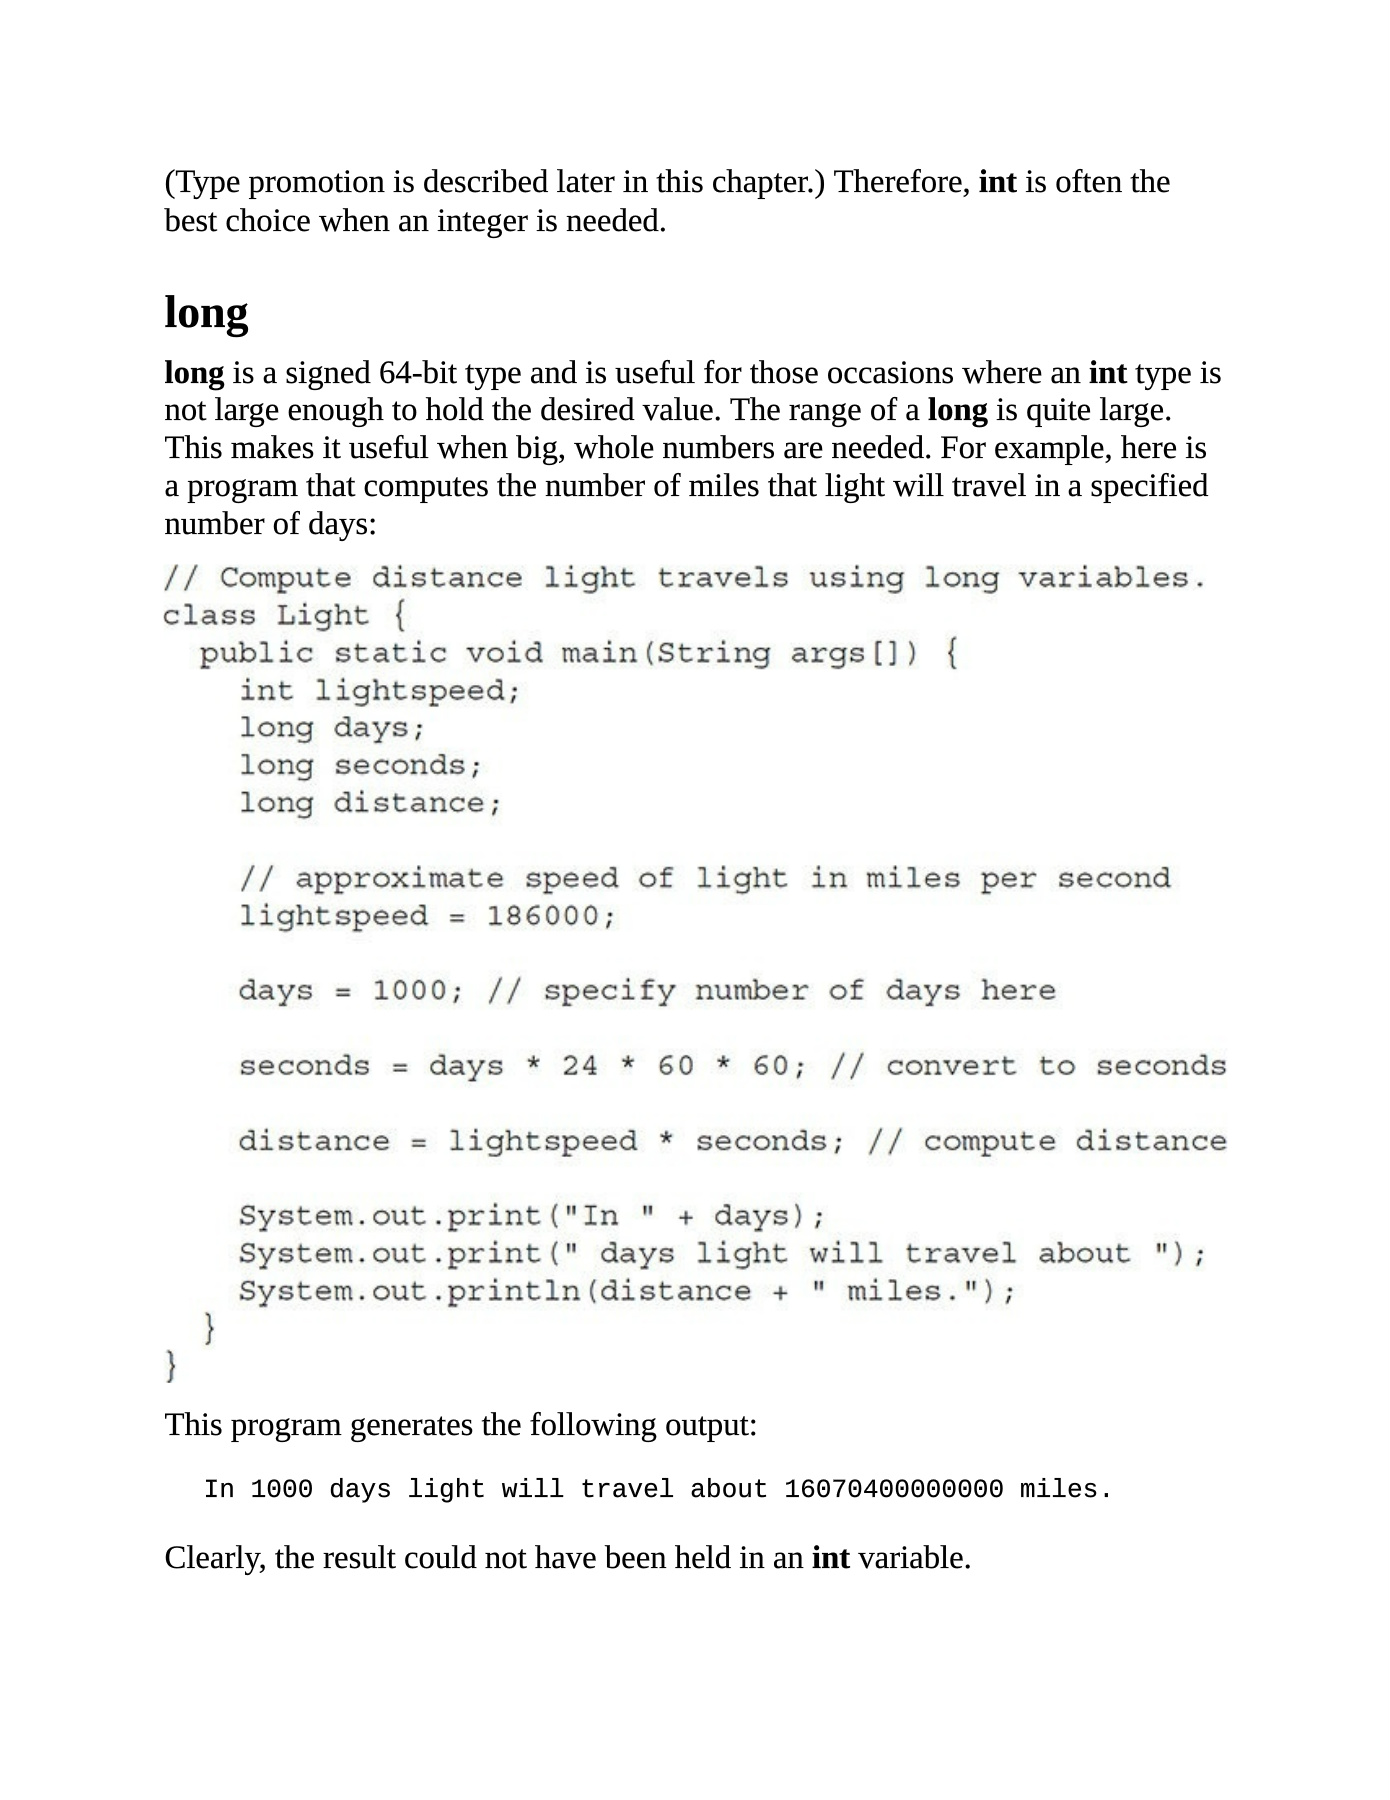 (Type promotion is described later in this chapter.) Therefore, int is often the
best choice when an integer is needed.
long
long is a signed 64-bit type and is useful for those occasions where an int type is
not large enough to hold the desired value. The range of a long is quite large.
This makes it useful when big, whole numbers are needed. For example, here is
a program that computes the number of miles that light will travel in a specified
number of days:
// Compute distance light travels using long variables.
class Light {
  public static void main(String args[]) {
    int lightspeed;
    long days;
    long seconds;
    long distance;
    // approximate speed of light in miles per second
    lightspeed = 186000;
    days = 1000; // specify number of days here
    seconds = days * 24 * 60 * 60; // convert to seconds
    distance = lightspeed * seconds; // compute distance
    System.out.print("In " + days);
    System.out.print(" days light will travel about ");
    System.out.println(distance + " miles.");
  }
}
This program generates the following output:
In 1000 days light will travel about 16070400000000 miles.
Clearly, the result could not have been held in an int variable.